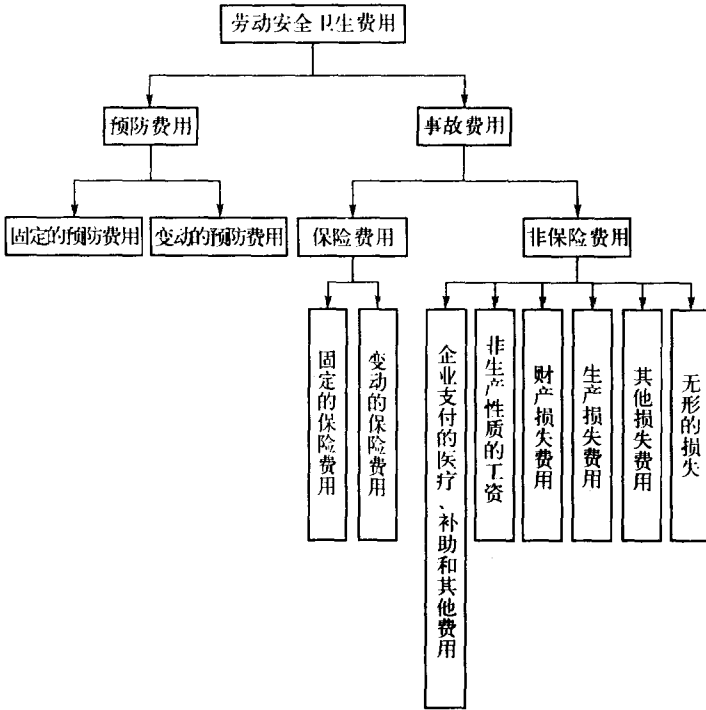 劳动安全卫生费用
预防费用
事故费用
固定的预防费用
变动的预防费用
保险费用
非保险费用
固定的保险费用
变动的保险费用
企业支付的医疗、补助和其他费用
非生产性质的工资
财产损失费用
生产损失费用
其他损失费用
无形的损失